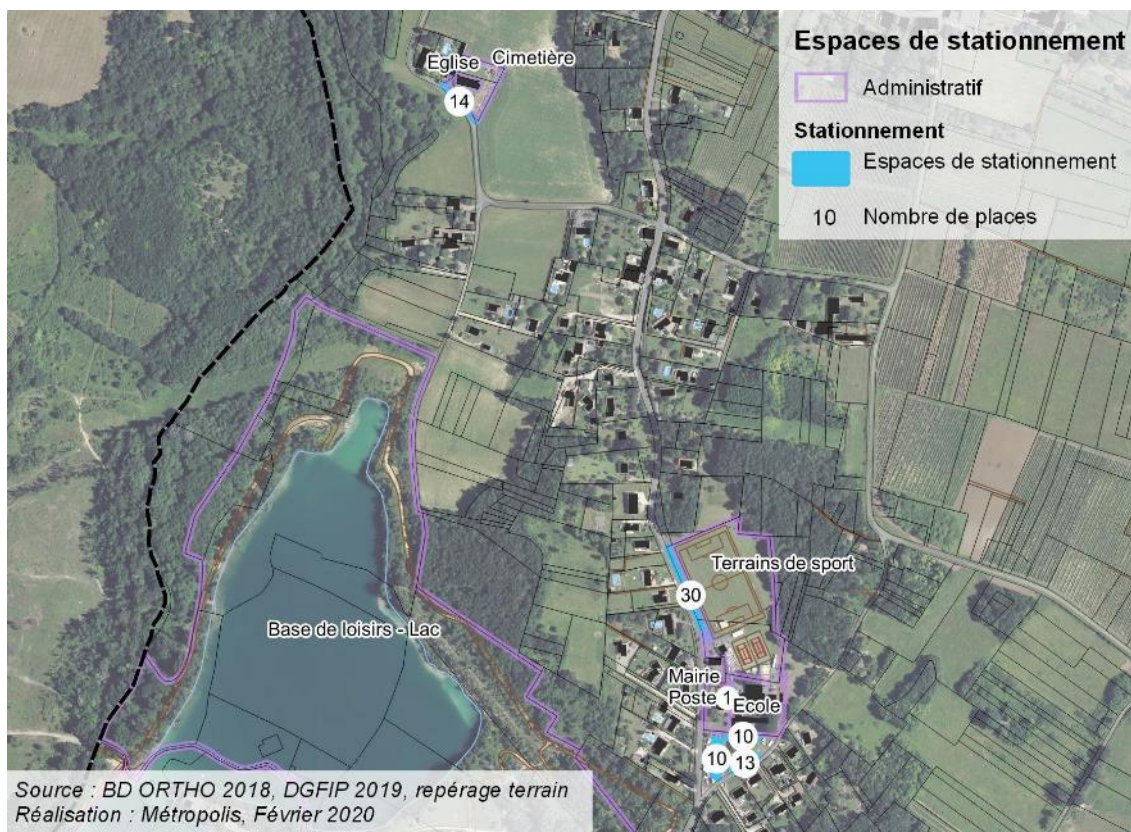 Espaces de stationnement
Administratif
Stationnement
Espaces de stationnement
10 Nombre de places
Eglise
Cimetière
14
Terrains de sport
30
Base de loisirs - Lac
Mairie
Poste 1
Ecole
10
10
13
Source : BD ORTHO 2018, DGFIP 2019, repérage terrain
Réalisation : Métropolis, Février 2020